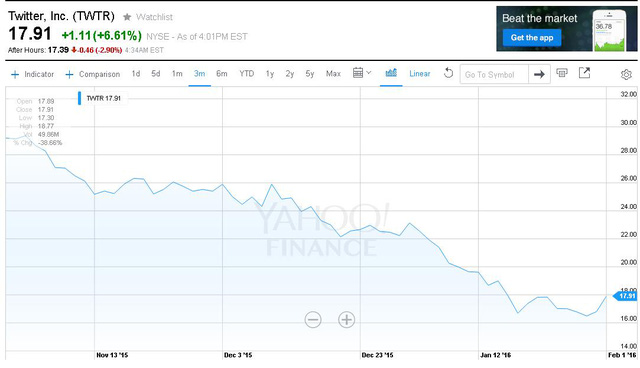 Twitter, Inc. (TWTR) ★ Watchlist
17.91 +1.11(+6.61%) NYSE - As of 4:01PM EST
After Hours: 17.39 -0.46 (-2.90%) 4:34AM EST
Beat the market
Get the app
36.78
Indicator Comparison 1d 5d 1m 3m 6m YTD 1y 2y 5y Max Linear Go To Symbol
TWTR 17.91
Open 17.89
Close 17.91
Low 17.30
High 18.77
Vol 49.86M
% Chg -38.66%
32.00
30.00
28.00
26.00
24.00
22.00
20.00
18.00
17.91
16.00
14.00
YAHOO!
FINANCE
Nov 13 '15 Dec 3 '15 Dec 23 '15 Jan 12 '16 Feb 1 '16